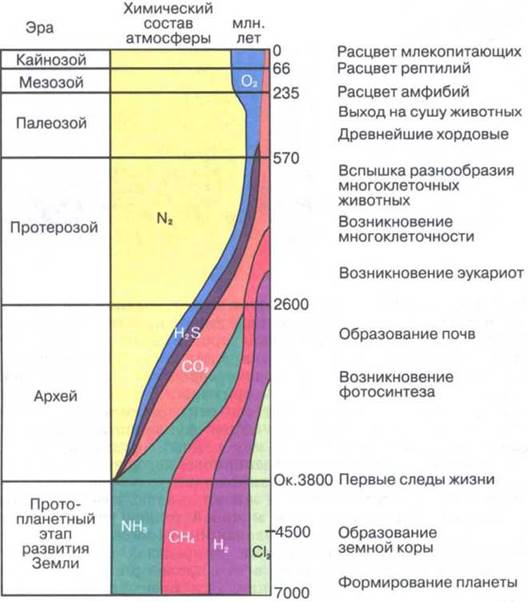 Эра
Химический
состав
атмосферы
млн.
лет
Кайнозой
Мезозой
Палеозой
Протерозой
Архей
Прото-
планетный
этап
развития
Земли
O₂
N₂
H₂S
CO₂
NH₃
CH₄
H₂
Cl₂
0
66
235
570
2600
Ок.3800
4500
7000
Расцвет млекопитающих
Расцвет рептилий
Расцвет амфибий
Выход на сушу животных
Древнейшие хордовые
Вспышка разнообразия
многоклеточных
животных
Возникновение
многоклеточности
Возникновение эукариот
Образование почв
Возникновение
фотосинтеза
Первые следы жизни
Образование
земной коры
Формирование планеты